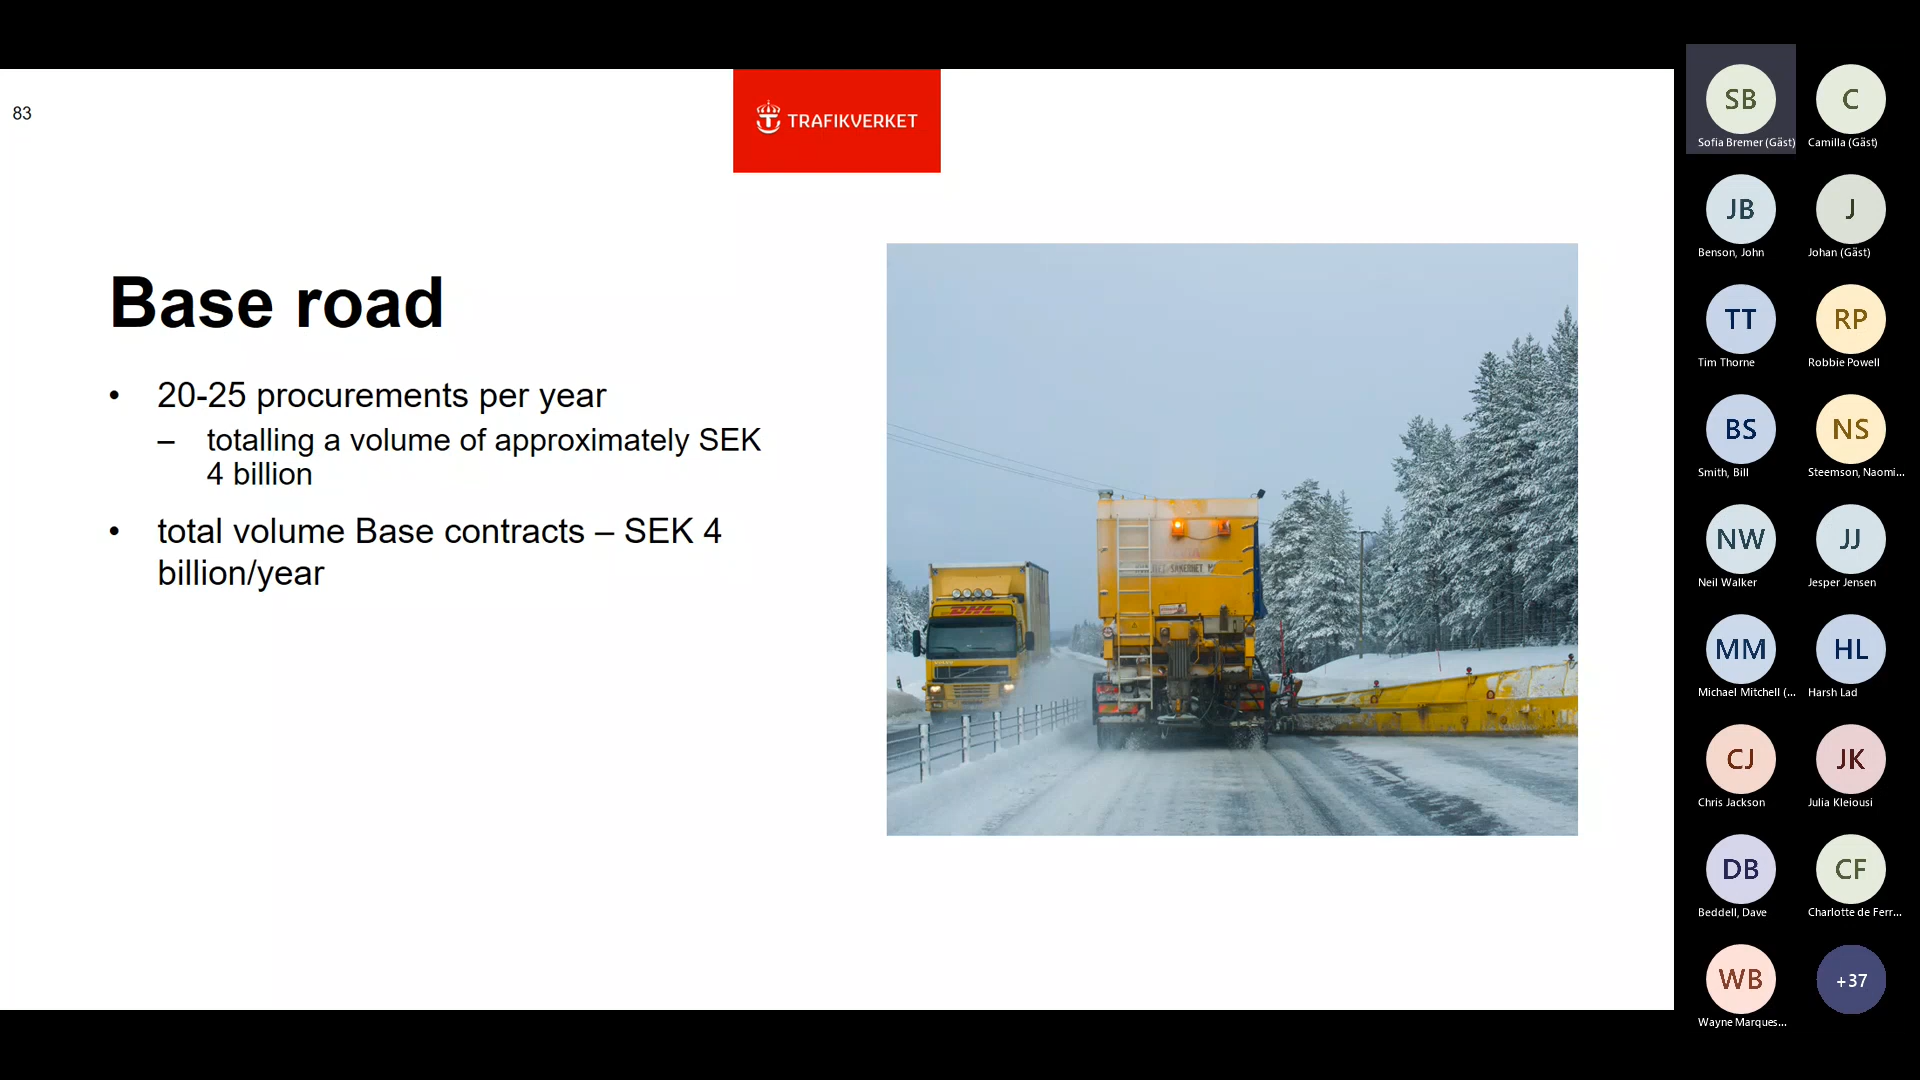 83
TRAFIKVERKET
Base road
• 20-25 procurements per year
– totalling a volume of approximately SEK
4 billion
• total volume Base contracts – SEK 4
billion/year
DHL
SB
Sofia Bremer (Gäst)
C
Camilla (Gäst)
JB
Benson, John
J
Johan (Gäst)
TT
Tim Thorne
RP
Robbie Powell
BS
Smith, Bill
NS
Steemson, Naomi...
NW
Neil Walker
JJ
Jesper Jensen
MM
Michael Mitchell (...
HL
Harsh Lad
CJ
Chris Jackson
JK
Julia Kleiousi
DB
Beddell, Dave
CF
Charlotte de Ferr...
WB
Wayne Marques...
+37